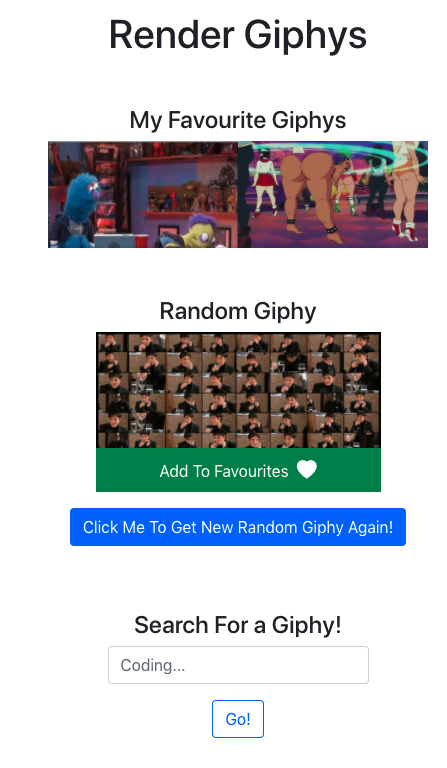 Render Giphys
My Favourite Giphys
Random Giphy
Add To Favourites
Click Me To Get New Random Giphy Again!
Search For a Giphy!
Coding...
Go!